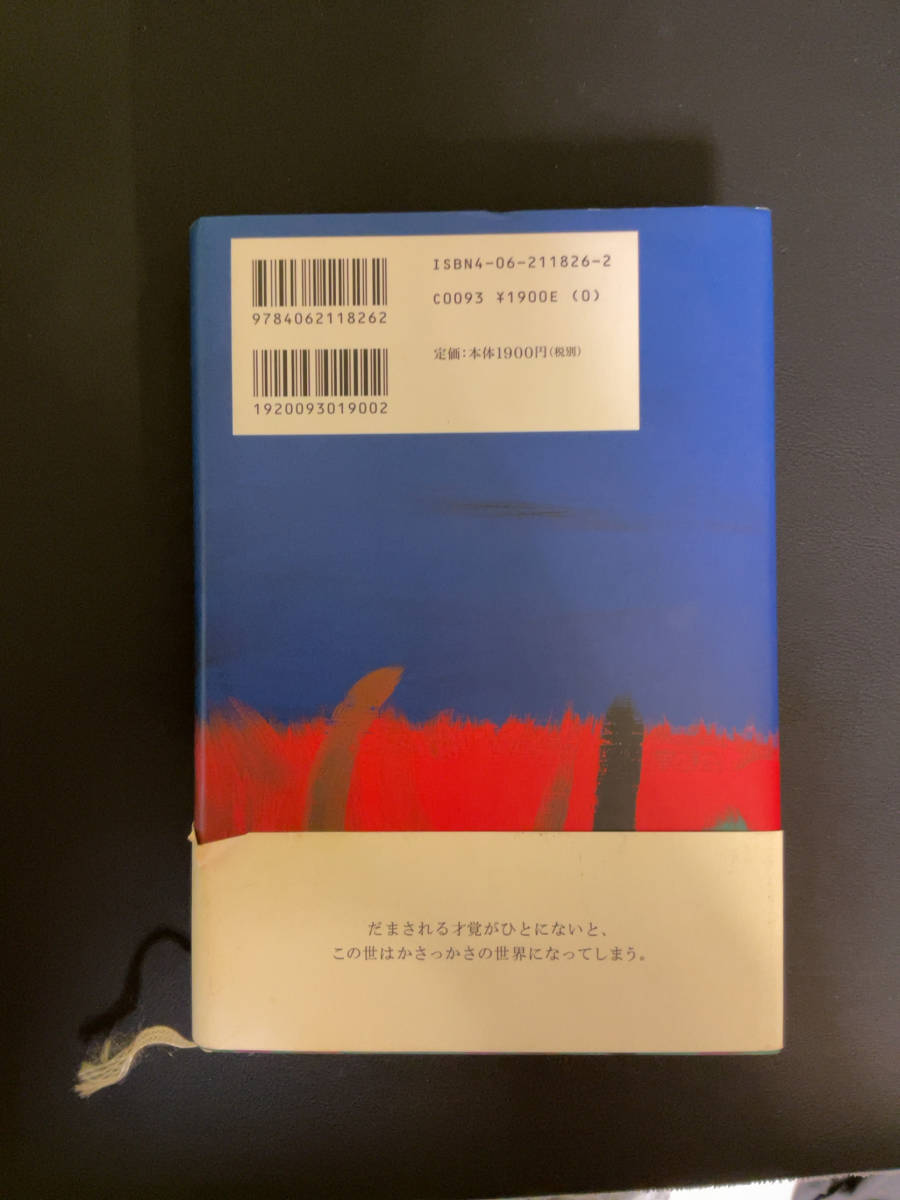 ISBN4-06-211826-2
C0093 ¥1900E (0)
9784062118262
定価:本体1900円(税別)
1920093019002
だまされる才覚がひとにないと、
この世はかさっかさの世界になってしまう。